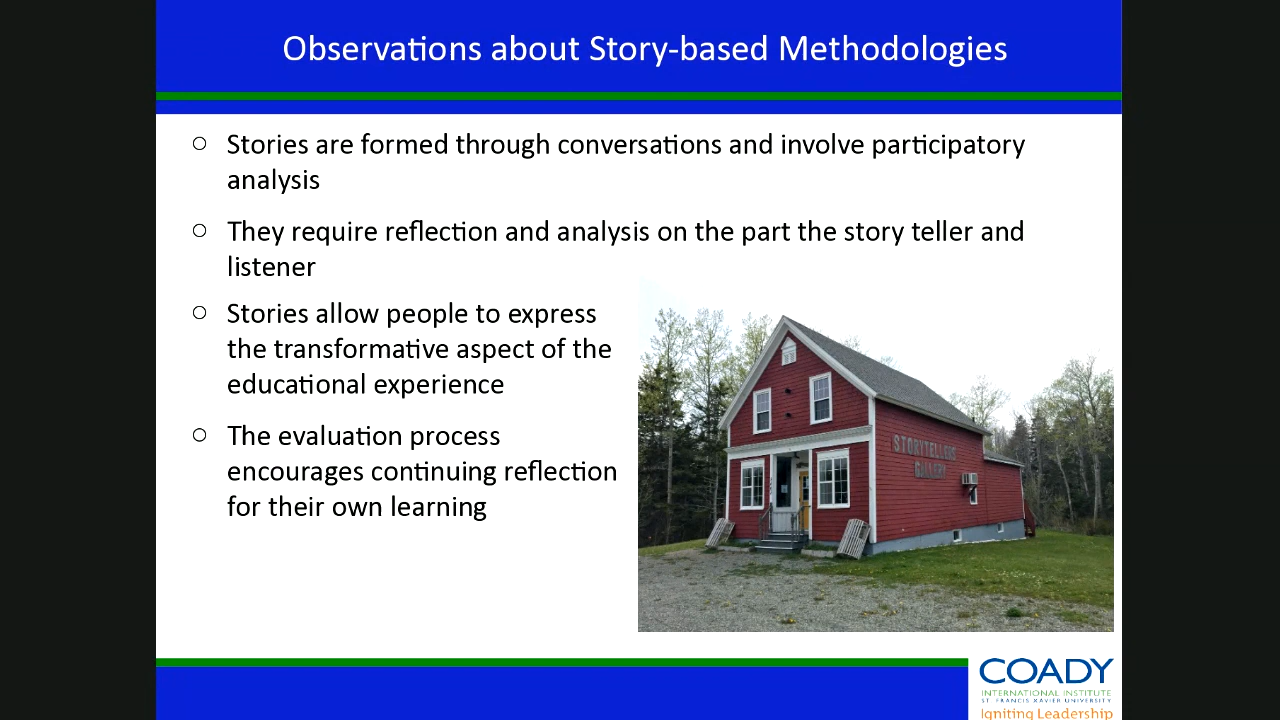 Observations about Story-based Methodologies
○ Stories are formed through conversations and involve participatory
analysis
○ They require reflection and analysis on the part the story teller and
listener
○ Stories allow people to express
the transformative aspect of the
educational experience
○ The evaluation process
encourages continuing reflection
for their own learning
STORYTELLERS
GALLERY
COADY
INTERNATIONAL INSTITUTE
ST. FRANCIS XAVIER UNIVERSITY
Igniting Leadership